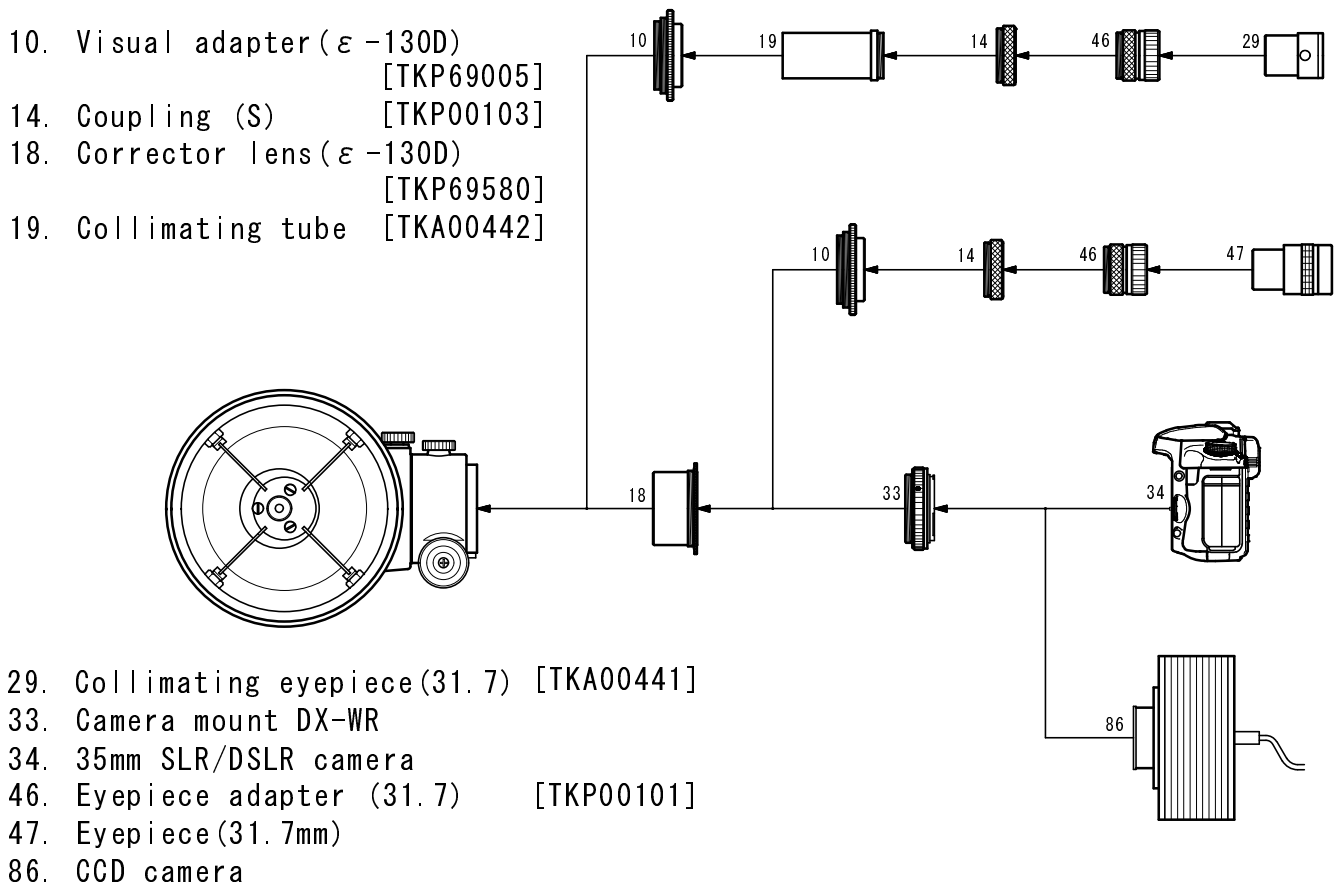 10. Visual adapter(ε-130D)
[TKP69005]
14. Coupling (S) [TKP00103]
18. Corrector lens(ε-130D)
[TKP69580]
19. Collimating tube [TKA00442]
10 19 14 46 29
10 14 46 47
18 33 34
86
29. Collimating eyepiece(31.7) [TKA00441]
33. Camera mount DX-WR
34. 35mm SLR/DSLR camera
46. Eyepiece adapter (31.7) [TKP00101]
47. Eyepiece(31.7mm)
86. CCD camera